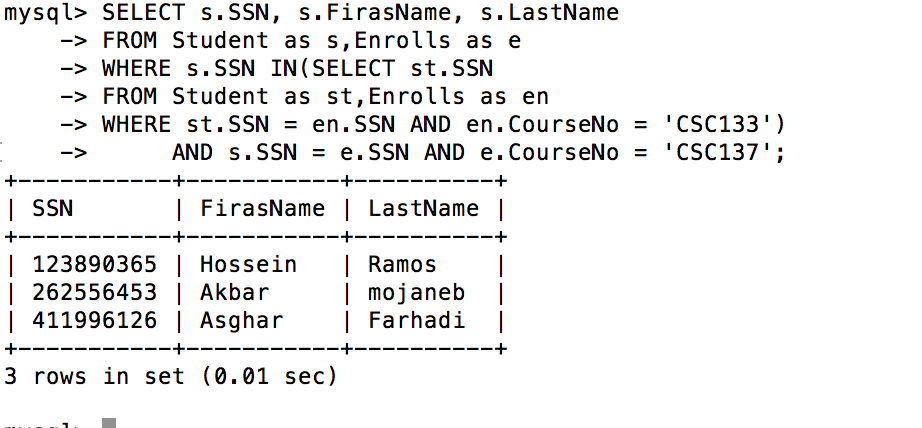 mysql> SELECT s.SSN, s.FirasName, s.LastName
    -> FROM Student as s,Enrolls as e
    -> WHERE s.SSN IN(SELECT st.SSN
    -> FROM Student as st,Enrolls as en
    -> WHERE st.SSN = en.SSN AND en.CourseNo = 'CSC133')
    ->      AND s.SSN = e.SSN AND e.CourseNo = 'CSC137';
+-----------+-----------+----------+
| SSN       | FirasName | LastName |
+-----------+-----------+----------+
| 123890365 | Hossein   | Ramos    |
| 262556453 | Akbar     | mojaneb  |
| 411996126 | Asghar    | Farhadi  |
+-----------+-----------+----------+
3 rows in set (0.01 sec)

mysql>